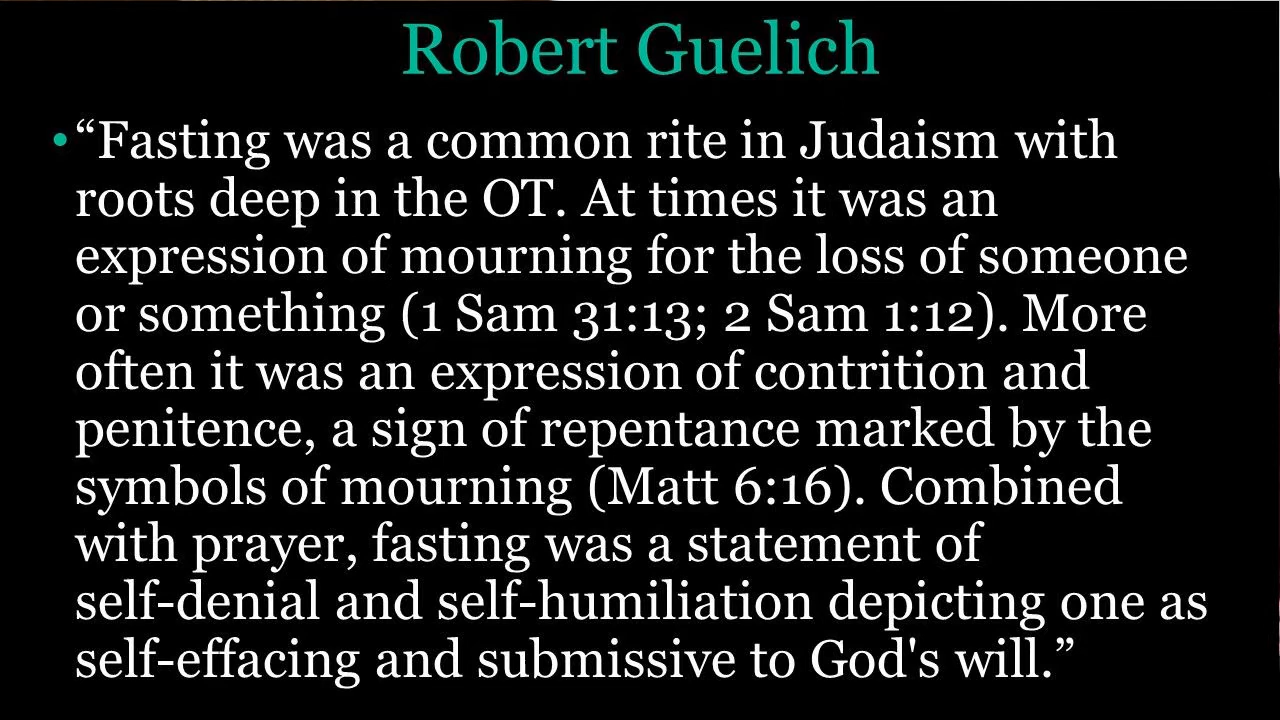 Robert Guelich
•“Fasting was a common rite in Judaism with
roots deep in the OT. At times it was an
expression of mourning for the loss of someone
or something (1 Sam 31:13; 2 Sam 1:12). More
often it was an expression of contrition and
penitence, a sign of repentance marked by the
symbols of mourning (Matt 6:16). Combined
with prayer, fasting was a statement of
self-denial and self-humiliation depicting one as
self-effacing and submissive to God's will.”